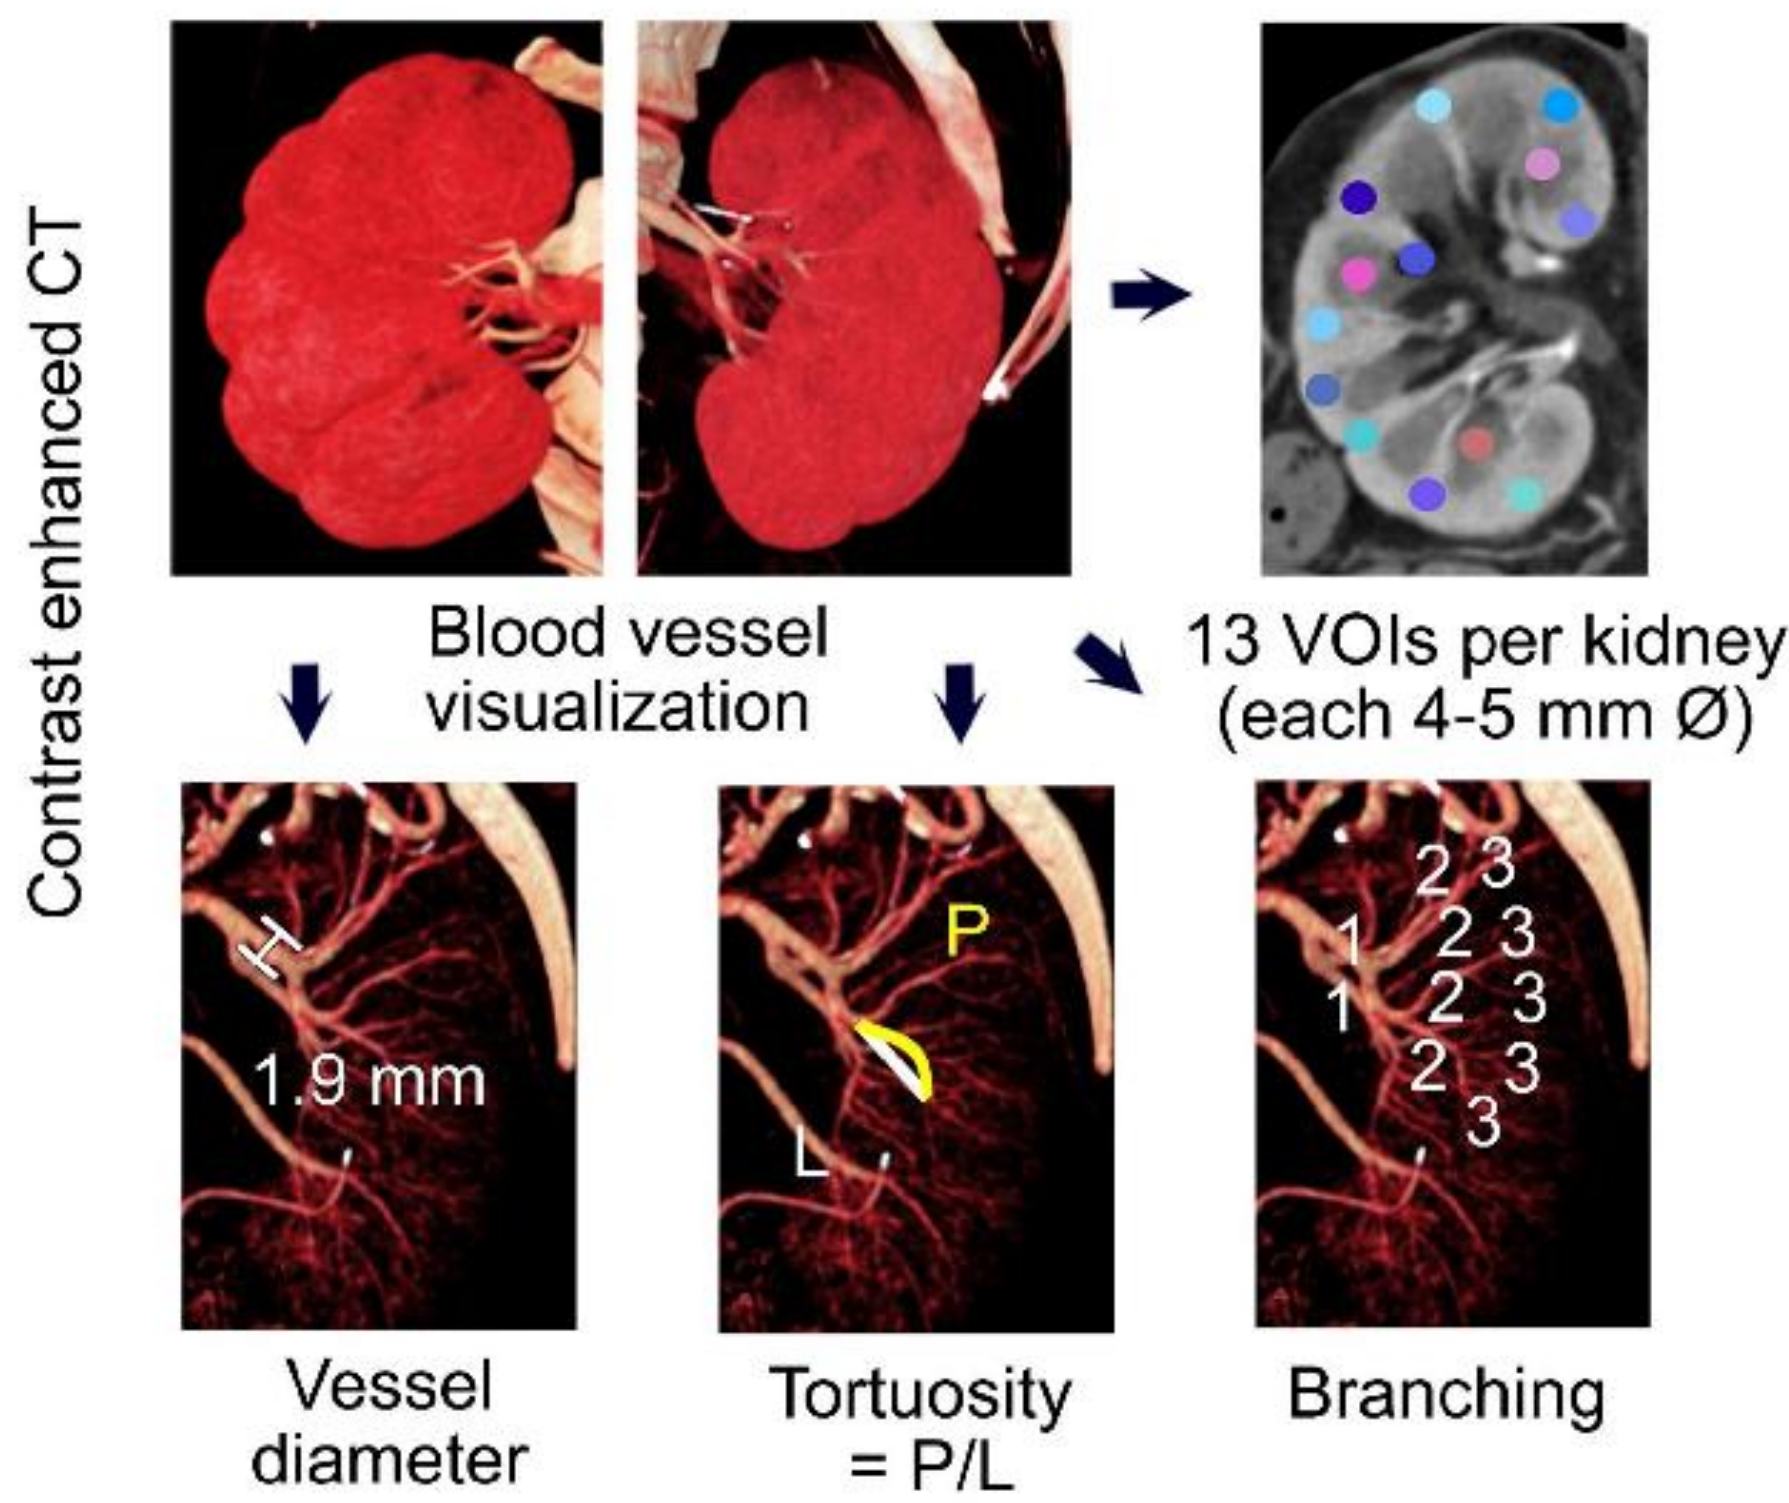 Contrast enhanced CT
Blood vessel
visualization
13 VOIs per kidney
(each 4-5 mm Ø)
1.9 mm
P
L
2 3
1 2 3
1 2 3
2 3
3
Vessel
diameter
Tortuosity
= P/L
Branching